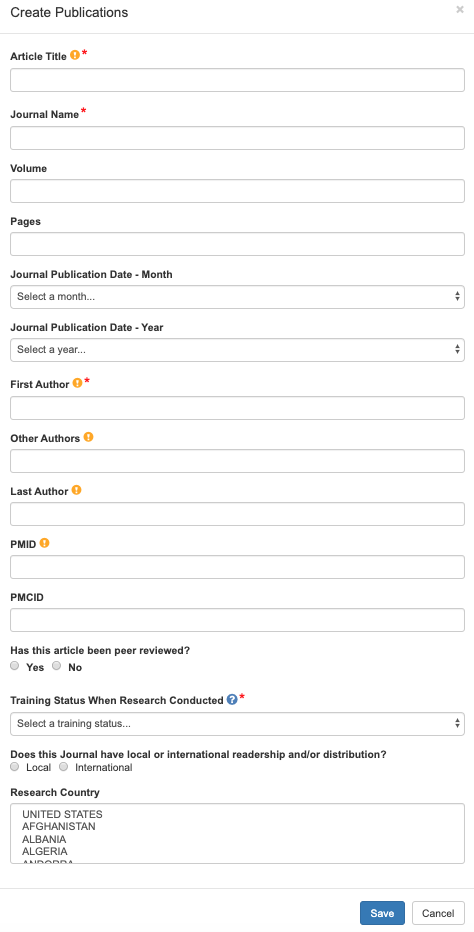 Create Publications ×
Article Title *
Journal Name *
Volume
Pages
Journal Publication Date - Month
Select a month...
Journal Publication Date - Year
Select a year...
First Author *
Other Authors
Last Author
PMID
PMCID
Has this article been peer reviewed?
Yes No
Training Status When Research Conducted ? *
Select a training status...
Does this Journal have local or international readership and/or distribution?
Local International
Research Country
UNITED STATES
AFGHANISTAN
ALBANIA
ALGERIA
ANDORRA
Save Cancel